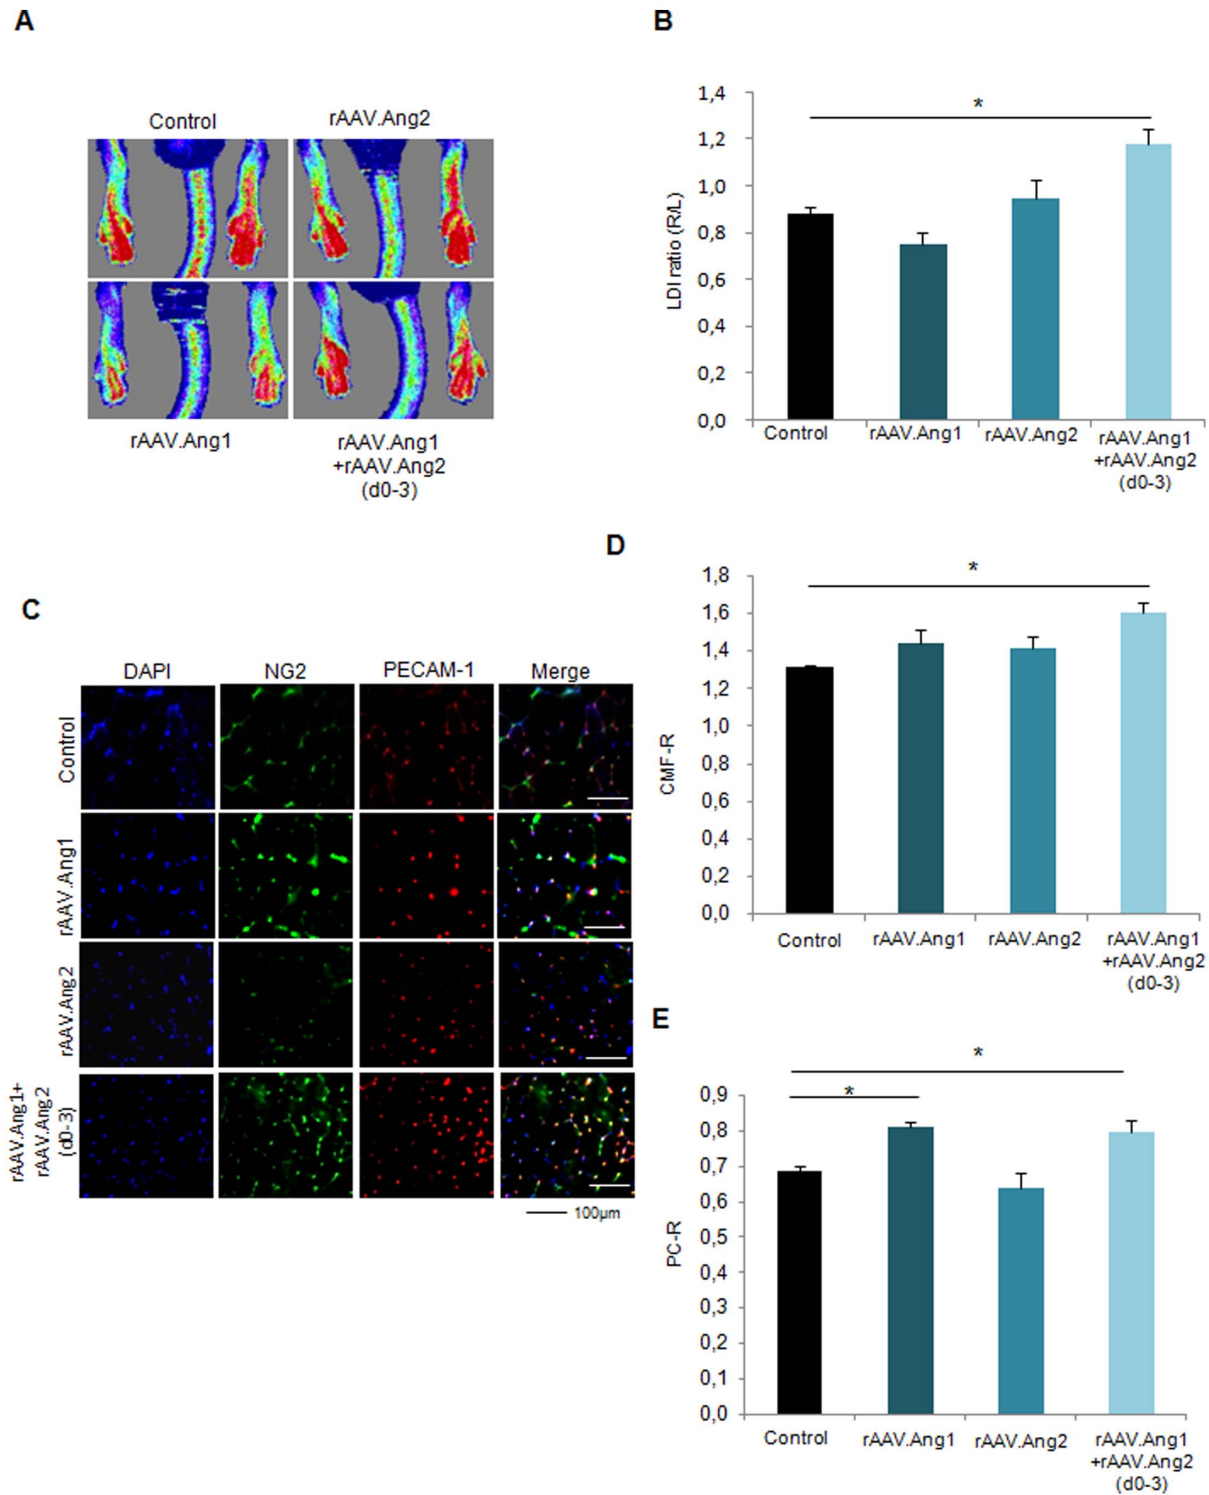 A
Control
rAAV.Ang2
rAAV.Ang1
rAAV.Ang1
+rAAV.Ang2
(d0-3)
B
LDI ratio (R/L)
1,4
1,2
1,0
0,8
0,6
0,4
0,2
0,0
*
Control
rAAV.Ang1
rAAV.Ang2
rAAV.Ang1
+rAAV.Ang2
(d0-3)
C
DAPI
NG2
PECAM-1
Merge
Control
rAAV.Ang1
rAAV.Ang2
rAAV.Ang1+
rAAV.Ang2
(d0-3)
100µm
D
CMF-R
1,8
1,6
1,4
1,2
1,0
0,8
0,6
0,4
0,2
0,0
*
Control
rAAV.Ang1
rAAV.Ang2
rAAV.Ang1
+rAAV.Ang2
(d0-3)
E
PC-R
0,9
0,8
0,7
0,6
0,5
0,4
0,3
0,2
0,1
0,0
*
*
Control
rAAV.Ang1
rAAV.Ang2
rAAV.Ang1
+rAAV.Ang2
(d0-3)